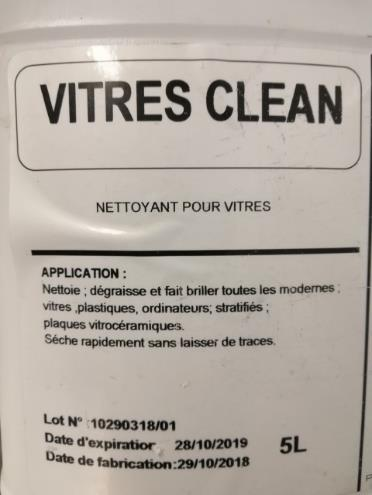 VITRES CLEAN
NETTOYANT POUR VITRES
APPLICATION :
Nettoie ; dégraisse et fait briller toutes les modernes ;
vitres ,plastiques, ordinateurs; stratifiés ;
plaques vitrocéramiques.
Séche rapidement sans laisser de traces.
Lot N° :10290318/01
Date d'expiratior 28/10/2019 5L
Date de fabrication:29/10/2018